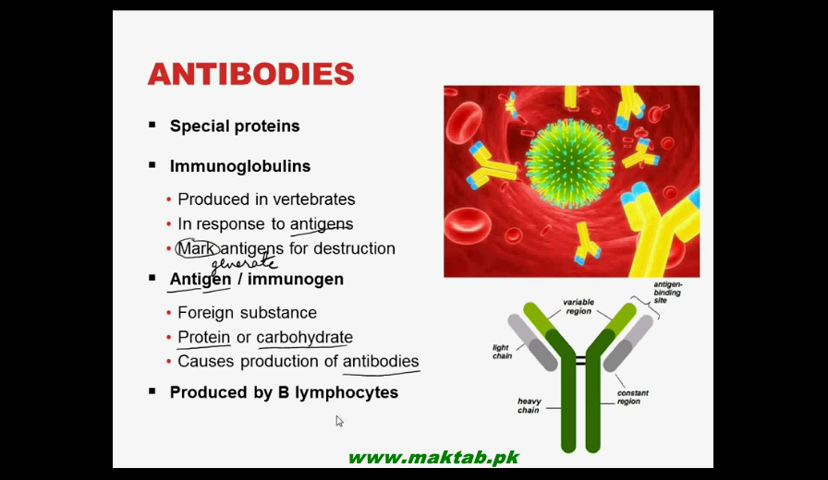 ANTIBODIES
▪ Special proteins
▪ Immunoglobulins
• Produced in vertebrates
• In response to antigens
• Mark antigens for destruction
generate
▪ Antigen / immunogen
• Foreign substance
• Protein or carbohydrate
• Causes production of antibodies
▪ Produced by B lymphocytes
antigen-
binding
site
variable
region
light
chain
heavy
chain
constant
region
www.maktab.pk